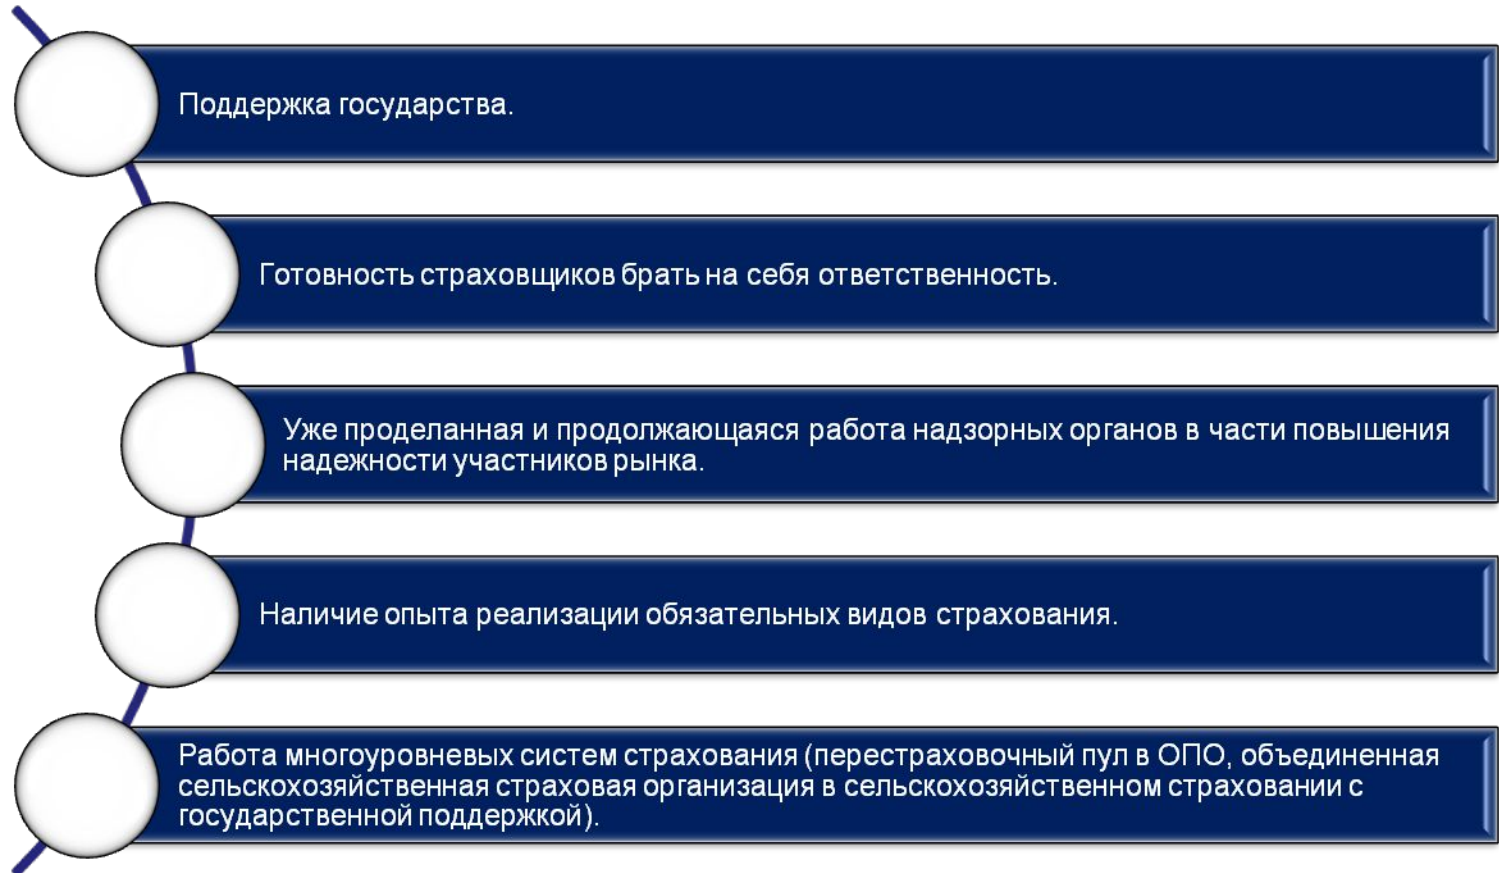 Поддержка государства.
Готовность страховщиков брать на себя ответственность.
Уже проделанная и продолжающаяся работа надзорных органов в части повышения
надежности участников рынка.
Наличие опыта реализации обязательных видов страхования.
Работа многоуровневых систем страхования (перестраховочный пул в ОПО, объединенная
сельскохозяйственная страховая организация в сельскохозяйственном страховании с
государственной поддержкой).